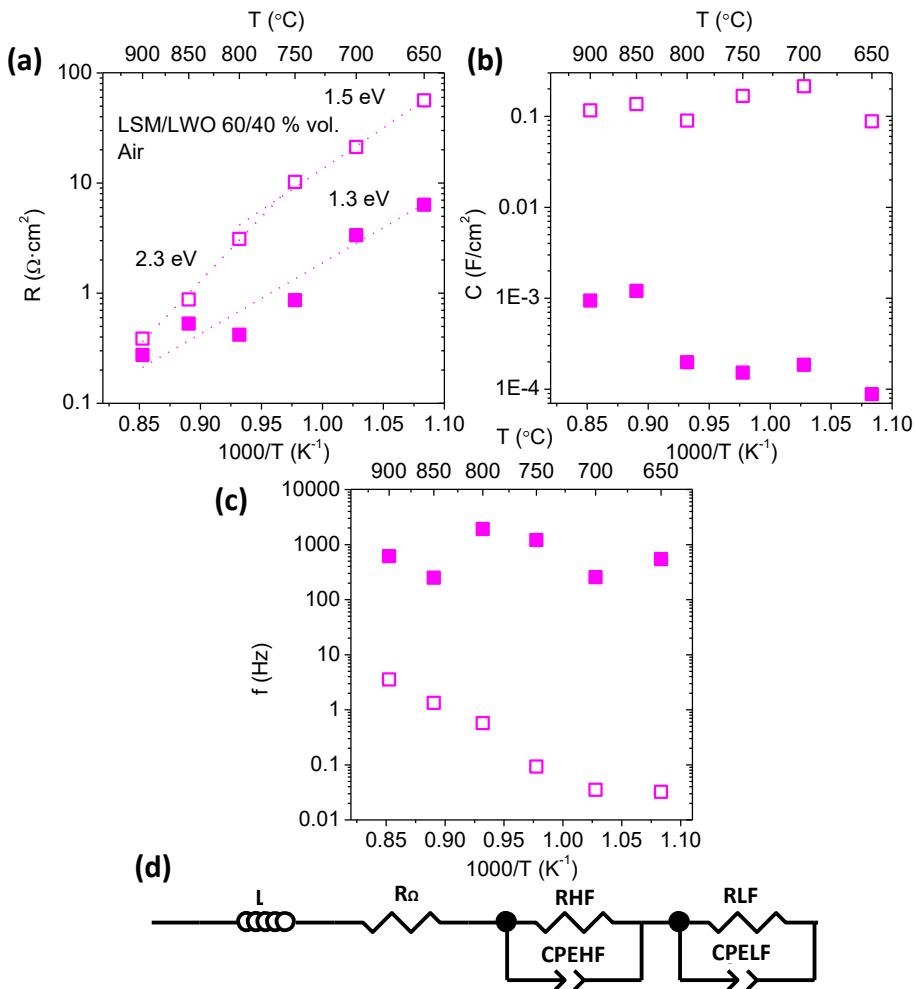 T (°C)
(a)
900 850 800 750 700 650
100
10
1
0.1
R (Ω·cm²)
1.5 eV
LSM/LWO 60/40 % vol.
Air
1.3 eV
2.3 eV
0.85 0.90 0.95 1.00 1.05 1.10
1000/T (K⁻¹)
T (°C)
(b)
900 850 800 750 700 650
0.1
0.01
1E-3
1E-4
C (F/cm²)
0.85 0.90 0.95 1.00 1.05 1.10
1000/T (K⁻¹)
T (°C)
(c)
900 850 800 750 700 650
10000
1000
100
10
1
0.1
0.01
f (Hz)
0.85 0.90 0.95 1.00 1.05 1.10
1000/T (K⁻¹)
(d)
L RΩ RHF RLF
CPEHF CPELF